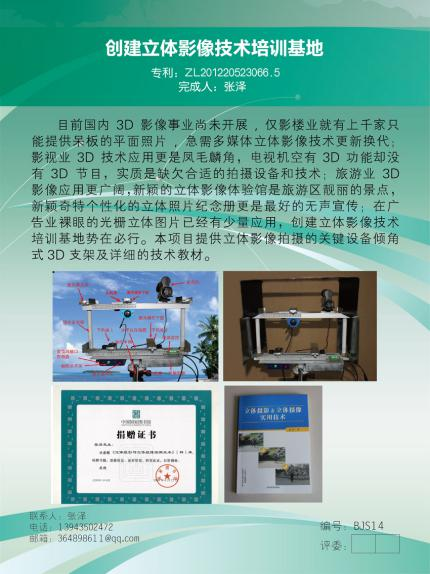 创建立体影像技术培训基地
专利：ZL201220523066.5
完成人：张泽
目前国内 3D 影像事业尚未开展，仅影楼业就有上千家只
能提供呆板的平面照片，急需多媒体立体影像技术更新换代；
影视业 3D 技术应用更是凤毛麟角，电视机空有 3D 功能却没
有 3D 节目，实质是缺欠合适的拍摄设备和技术；旅游业 3D
影像应用更广阔，新颖的立体影像体验馆是旅游区靓丽的景点，
新颖奇特个性化的立体照片纪念册更是最好的无声宣传；在广
告业裸眼的光栅立体图片已经有少量应用，创建立体影像技术
培训基地势在必行。本项目提供立体影像拍摄的关键设备倾角
式 3D 支架及详细的技术教材。
捐赠证书
立体摄影与立体摄像
实用技术
联系人：张泽
电话：13943502472
邮箱：364898611@qq.com
编号：BJS14
评委：